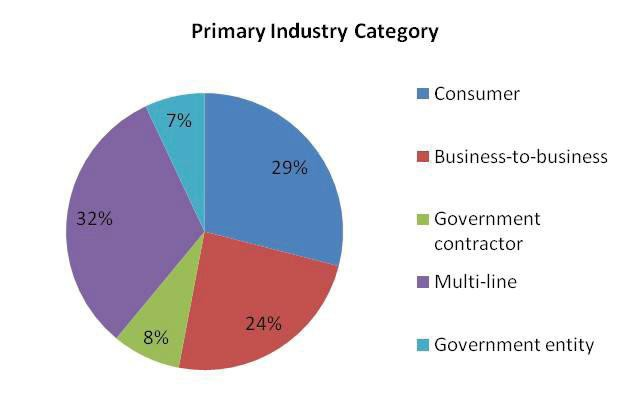 Primary Industry Category
7%
29%
32%
8%
24%
Consumer
Business-to-business
Government
contractor
Multi-line
Government entity